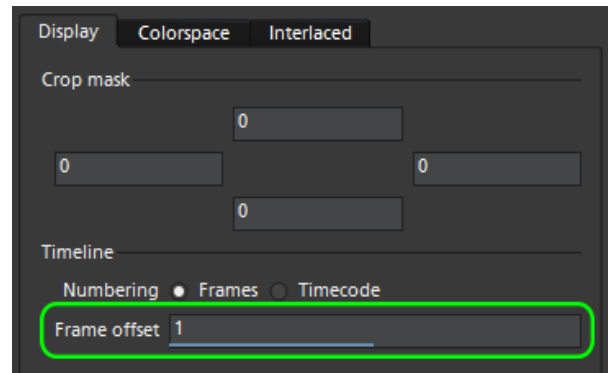 Display Colorspace Interlaced
Crop mask
0
0 0
0
Timeline
Numbering Frames Timecode
Frame offset 1